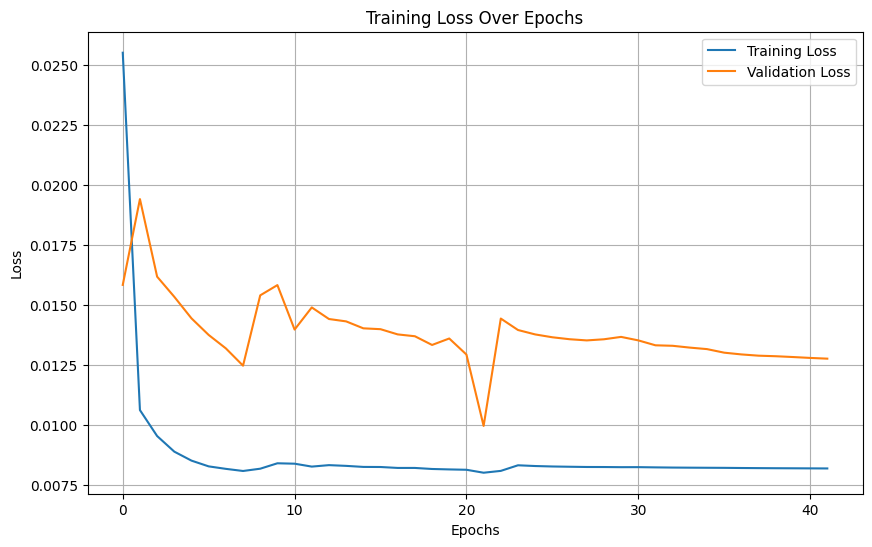 Training Loss Over Epochs
Training Loss
Validation Loss
0.0250
0.0225
0.0200
0.0175
0.0150
0.0125
0.0100
0.0075
Loss
0 10 20 30 40
Epochs